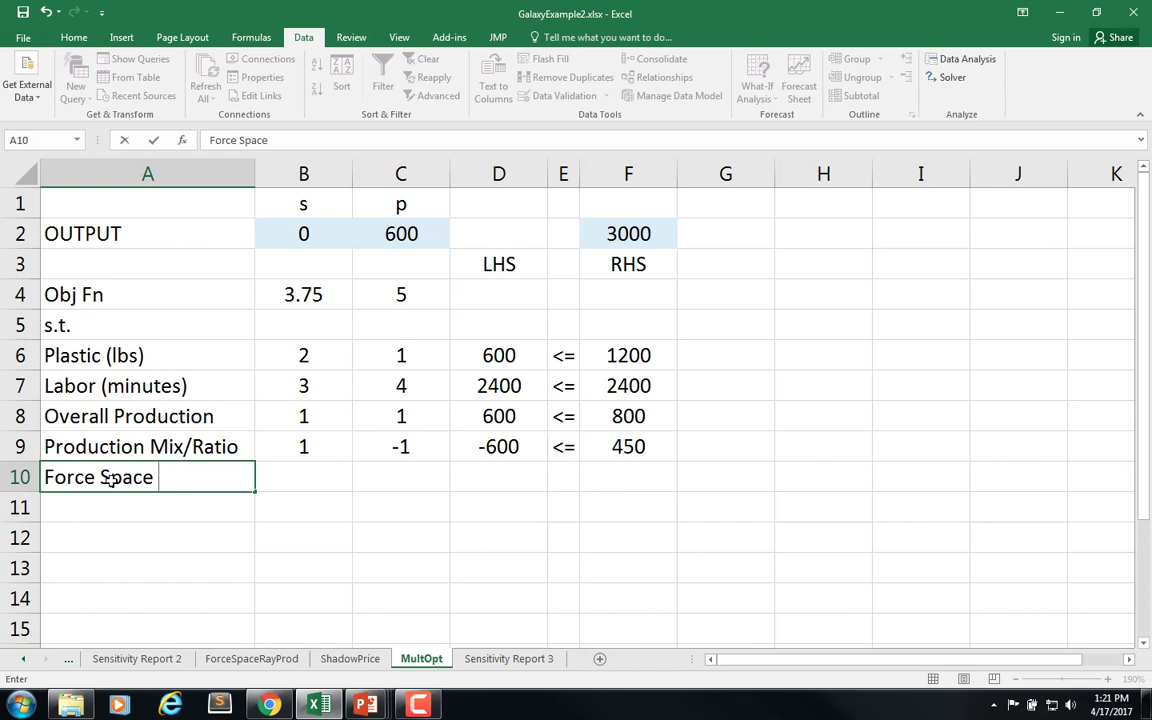 GalaxyExample2.xlsx - Excel
File Home Insert Page Layout Formulas Data Review View Add-ins JMP Tell me what you want to do... Sign in Share
Get External Data
New Query
Show Queries
From Table
Recent Sources
Get & Transform
Refresh All
Connections
Properties
Edit Links
Connections
Sort
Filter
Clear
Reapply
Advanced
Sort & Filter
Text to Columns
Flash Fill
Remove Duplicates
Data Validation
Consolidate
Relationships
Manage Data Model
Data Tools
What-If Analysis
Forecast Sheet
Forecast
Group
Ungroup
Subtotal
Outline
Data Analysis
Solver
Analyze
A10 fx Force Space
A B C D E F G H I J K
1 s p
2 OUTPUT 0 600 3000
3 LHS RHS
4 Obj Fn 3.75 5
5 s.t.
6 Plastic (lbs) 2 1 600 <= 1200
7 Labor (minutes) 3 4 2400 <= 2400
8 Overall Production 1 1 600 <= 800
9 Production Mix/Ratio 1 -1 -600 <= 450
10 Force Space
11
12
13
14
15
... Sensitivity Report 2 ForceSpaceRayProd ShadowPrice MultOpt Sensitivity Report 3
Enter 190%
1:21 PM
4/17/2017